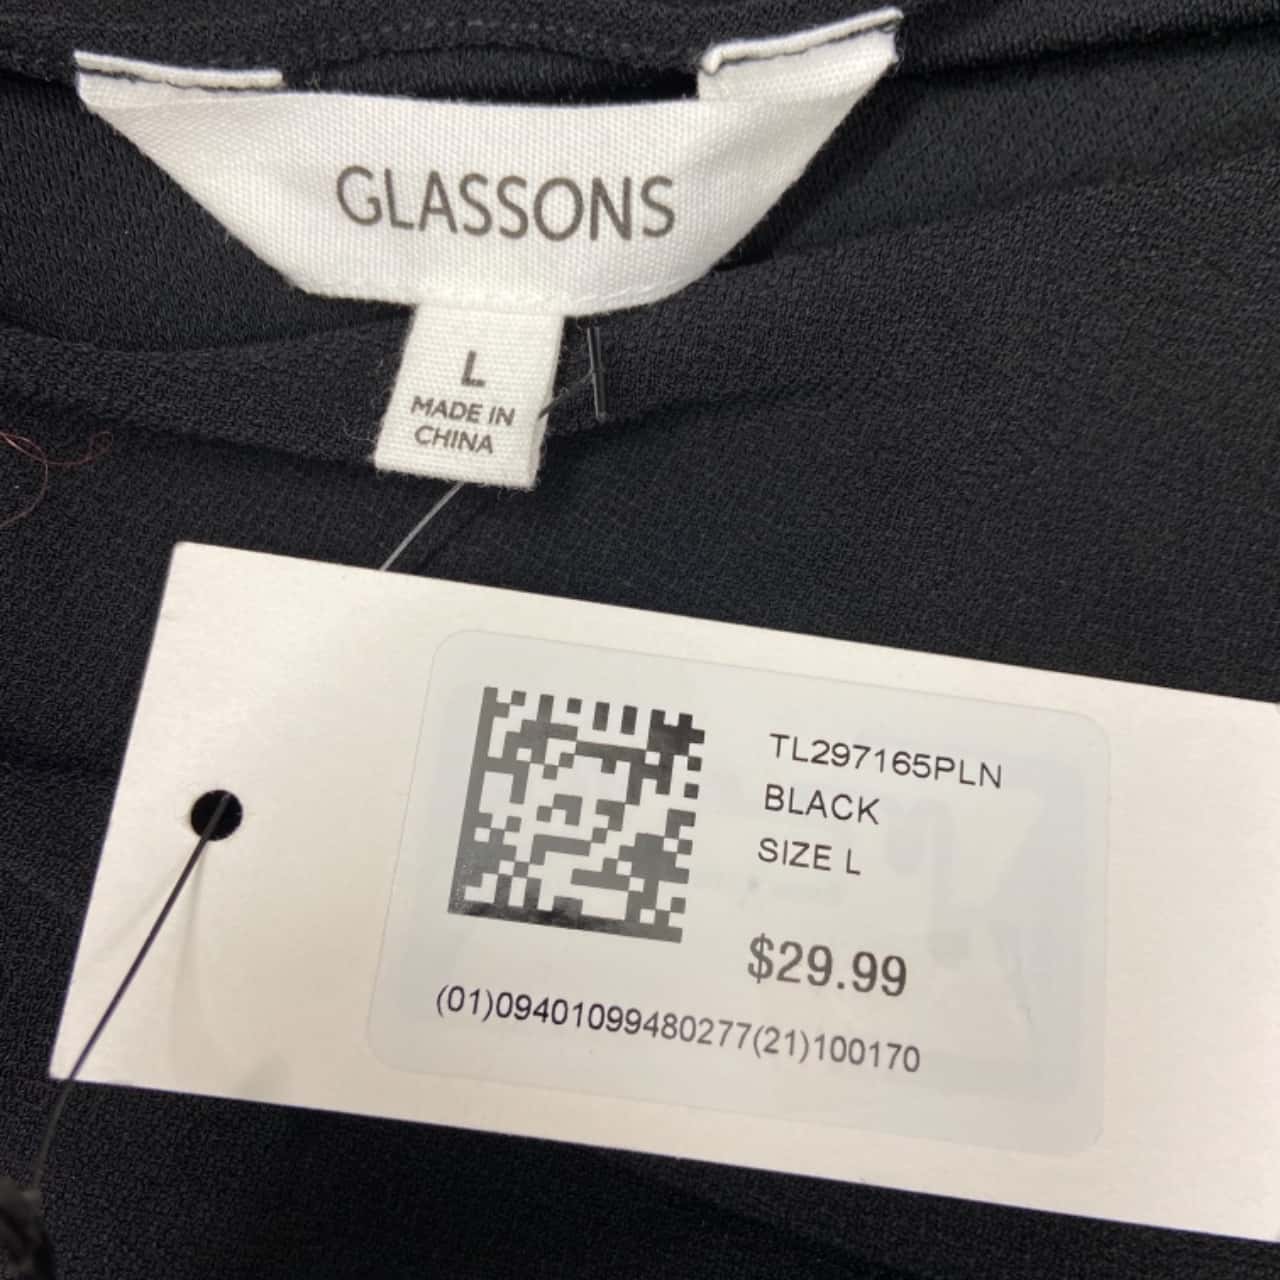 GLASSONS
L
MADE IN
CHINA
TL297165PLN
BLACK
SIZE L
$29.99
(01)09401099480277(21)100170